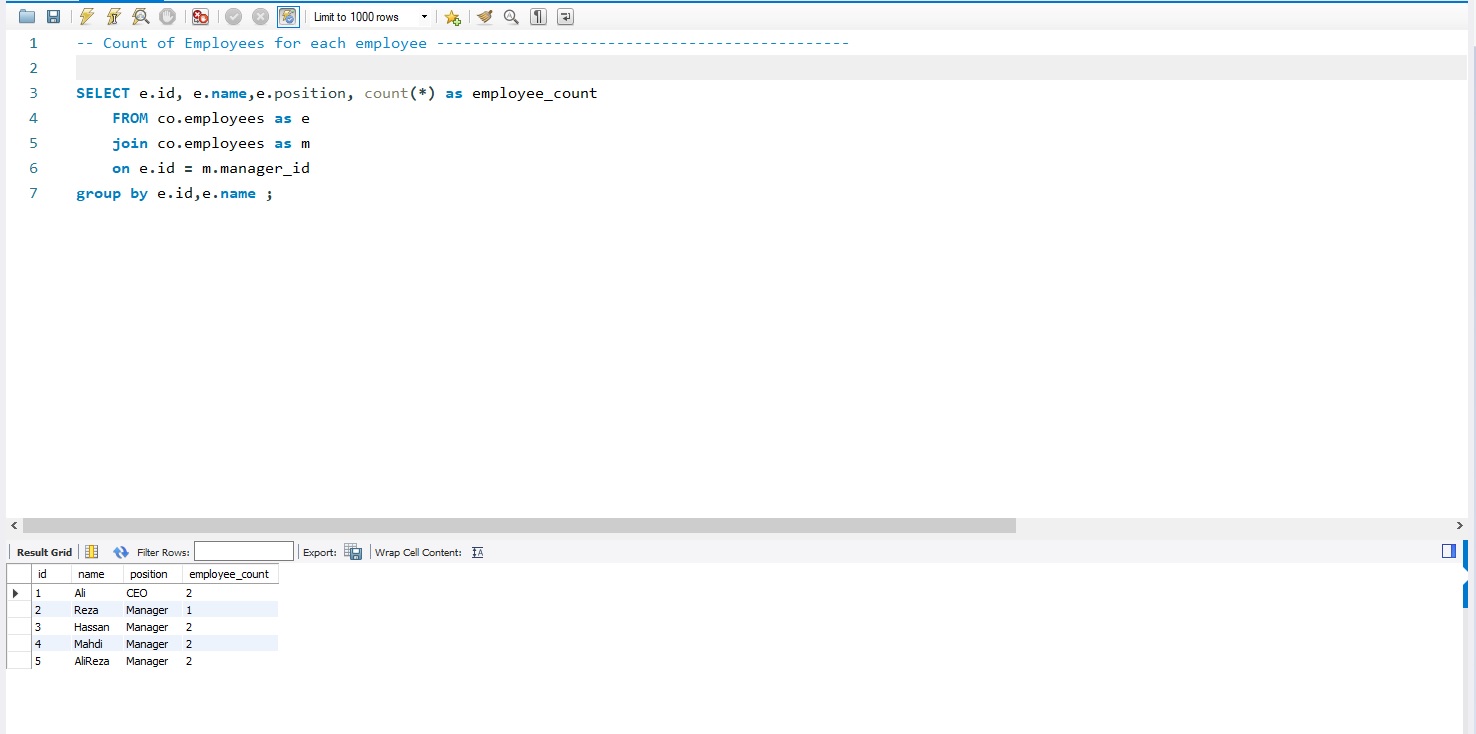 Limit to 1000 rows
1 -- Count of Employees for each employee ----------------------------------------------
2
3 SELECT e.id, e.name,e.position, count(*) as employee_count
4 FROM co.employees as e
5 join co.employees as m
6 on e.id = m.manager_id
7 group by e.id,e.name ;
Result Grid Filter Rows: Export: Wrap Cell Content: IA
id name position employee_count
1 Ali CEO 2
2 Reza Manager 1
3 Hassan Manager 2
4 Mahdi Manager 2
5 AliReza Manager 2